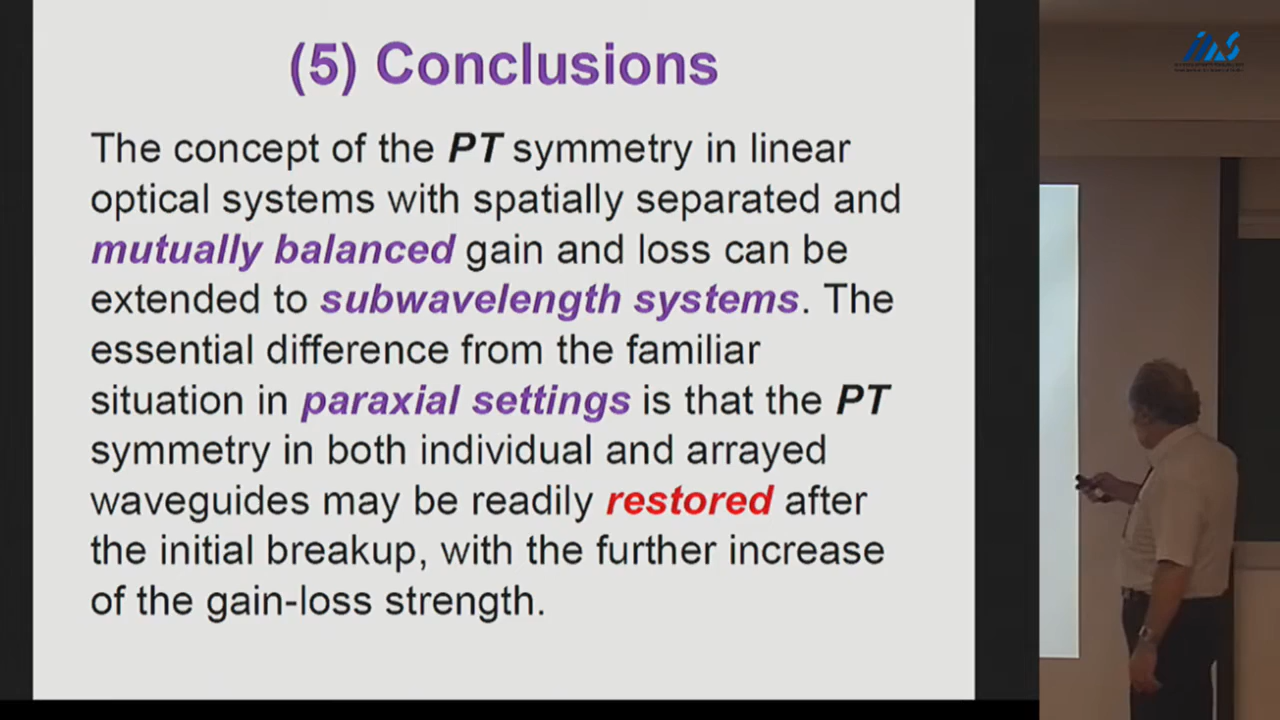 (5) Conclusions
The concept of the PT symmetry in linear
optical systems with spatially separated and
mutually balanced gain and loss can be
extended to subwavelength systems. The
essential difference from the familiar
situation in paraxial settings is that the PT
symmetry in both individual and arrayed
waveguides may be readily restored after
the initial breakup, with the further increase
of the gain-loss strength.